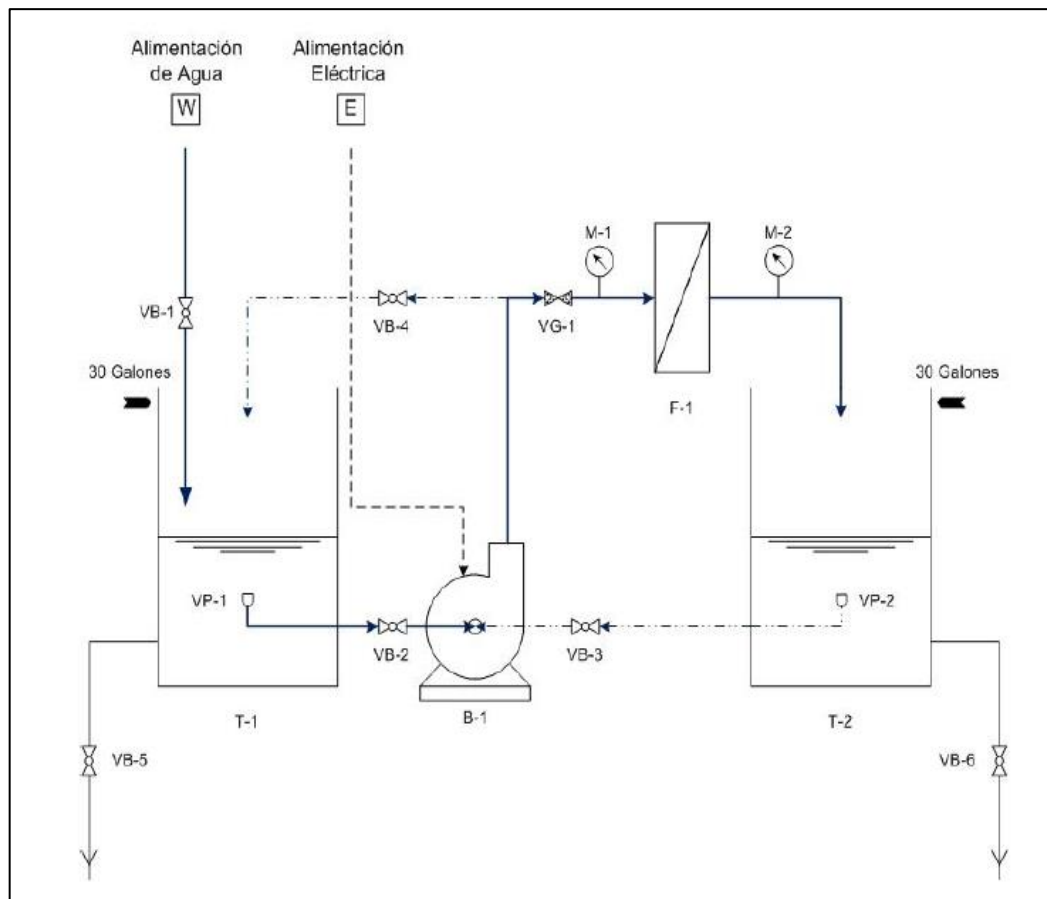 Alimentación
de Agua
W
Alimentación
Eléctrica
E
M-1
M-2
VB-1
VB-4
VG-1
30 Galones
F-1
30 Galones
VP-1
VP-2
VB-2
VB-3
T-1
B-1
T-2
VB-5
VB-6